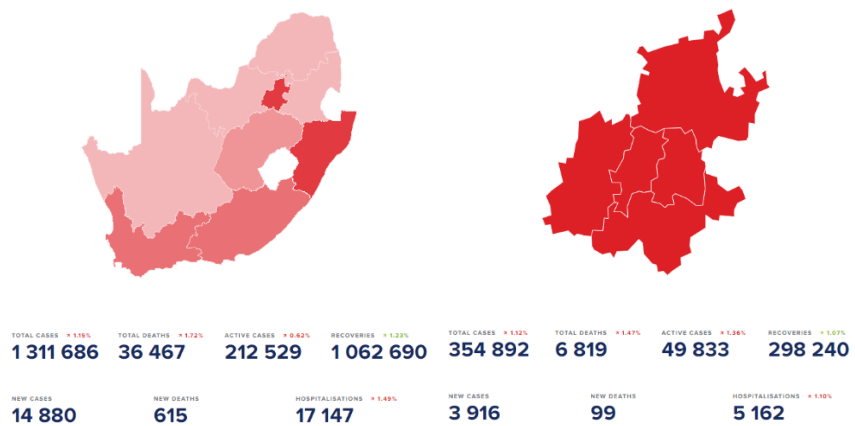 TOTAL CASES > 1.15% TOTAL DEATHS > 1.72% ACTIVE CASES > 0.62% RECOVERIES > 1.23%
1 311 686 36 467 212 529 1 062 690
NEW CASES NEW DEATHS HOSPITALISATIONS > 1.49%
14 880 615 17 147
TOTAL CASES > 1.12% TOTAL DEATHS > 1.47% ACTIVE CASES > 1.36% RECOVERIES > 1.07%
354 892 6 819 49 833 298 240
NEW CASES NEW DEATHS HOSPITALISATIONS > 1.10%
3 916 99 5 162